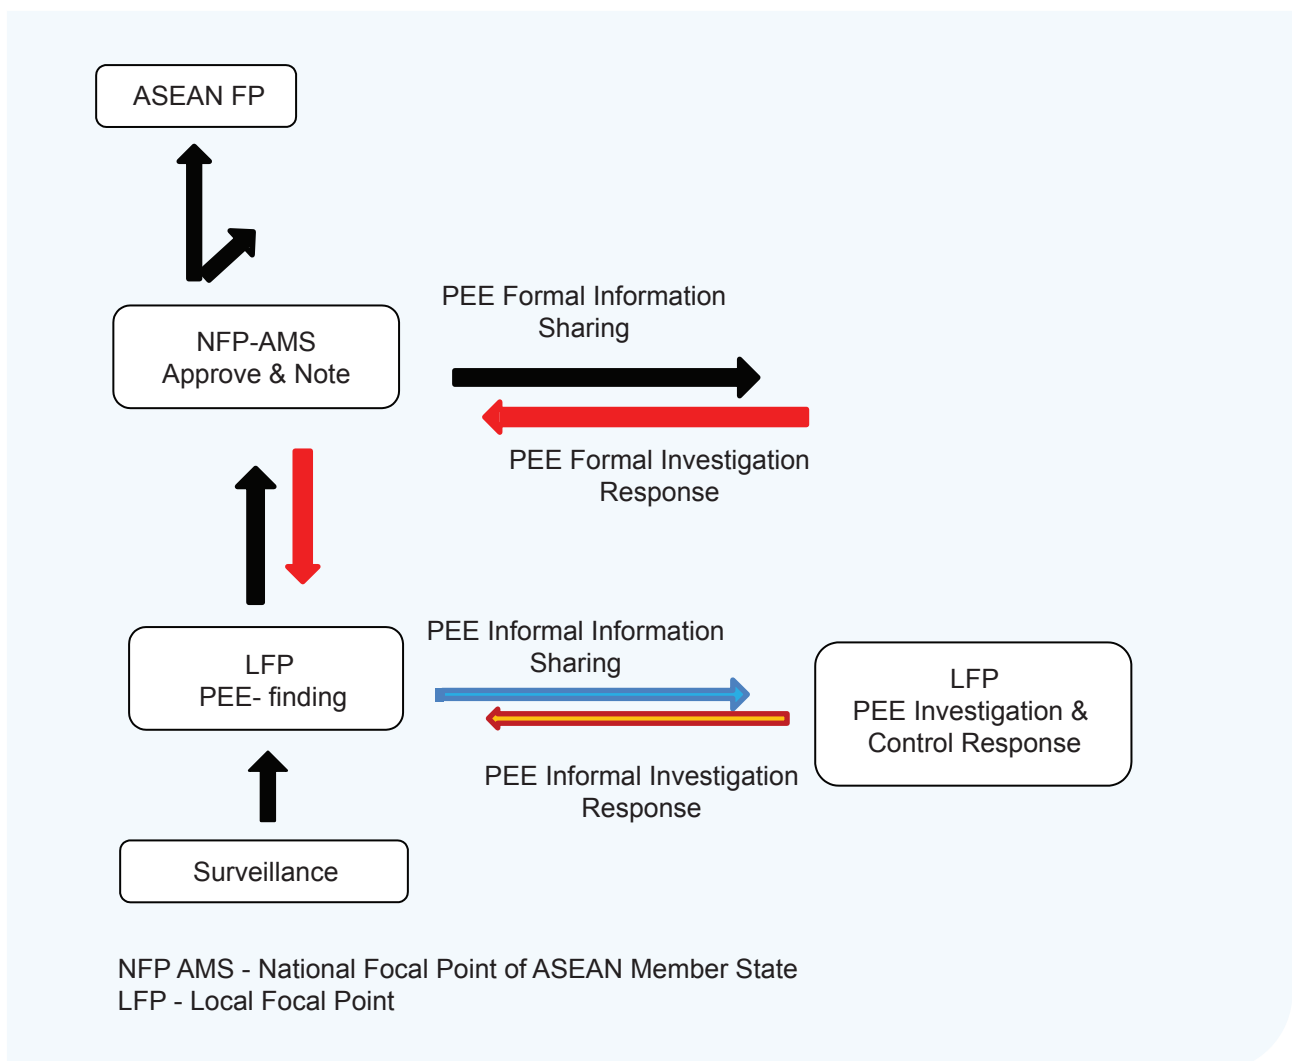 ASEAN FP
PEE Formal Information
Sharing
NFP-AMS
Approve & Note
PEE Formal Investigation
Response
PEE Informal Information
Sharing
LFP
PEE- finding
LFP
PEE Investigation &
Control Response
PEE Informal Investigation
Response
Surveillance
NFP AMS - National Focal Point of ASEAN Member State
LFP - Local Focal Point